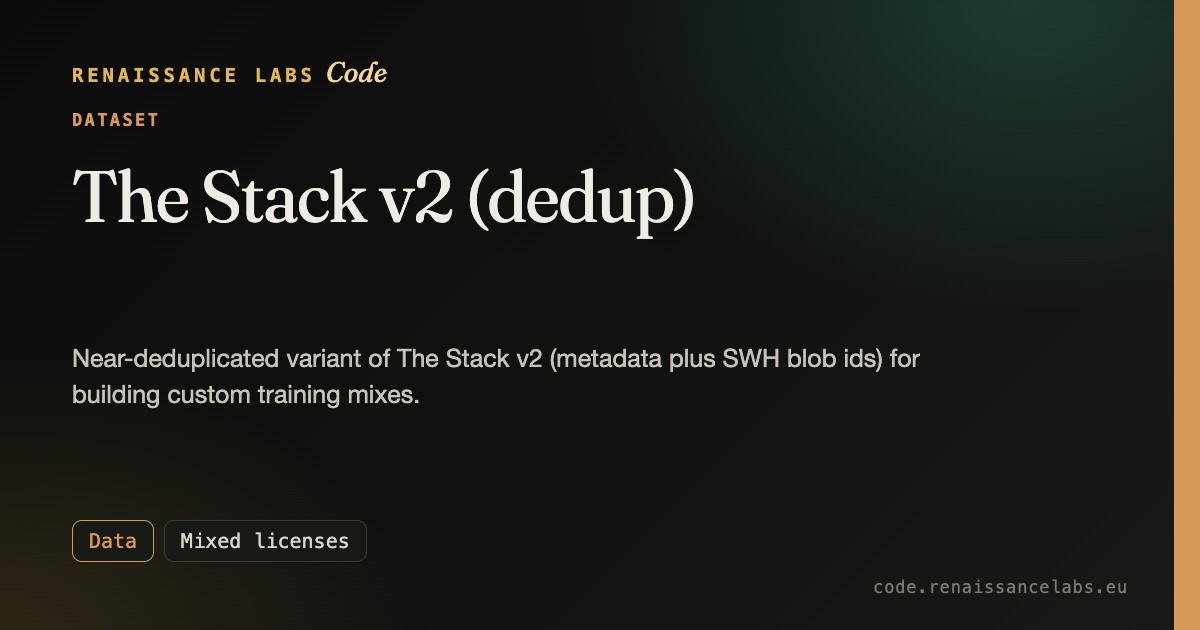 RENAISSANCE LABS Code
DATASET
The Stack v2 (dedup)
Near-deduplicated variant of The Stack v2 (metadata plus SWH blob ids) for
building custom training mixes.
Data
Mixed licenses
code.renaissancelabs.eu